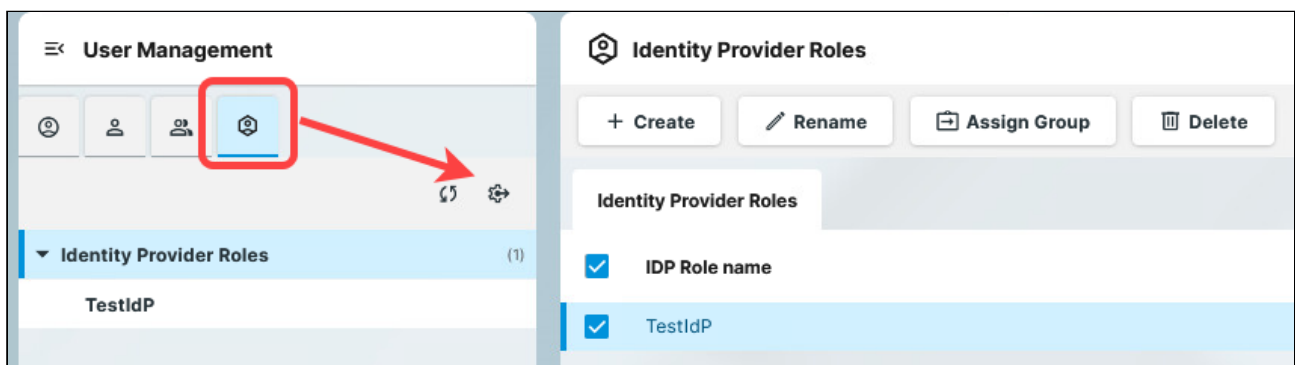 User Management
Identity Provider Roles (1)
TestIdP
Identity Provider Roles
+ Create Rename Assign Group Delete
Identity Provider Roles
IDP Role name
TestIdP